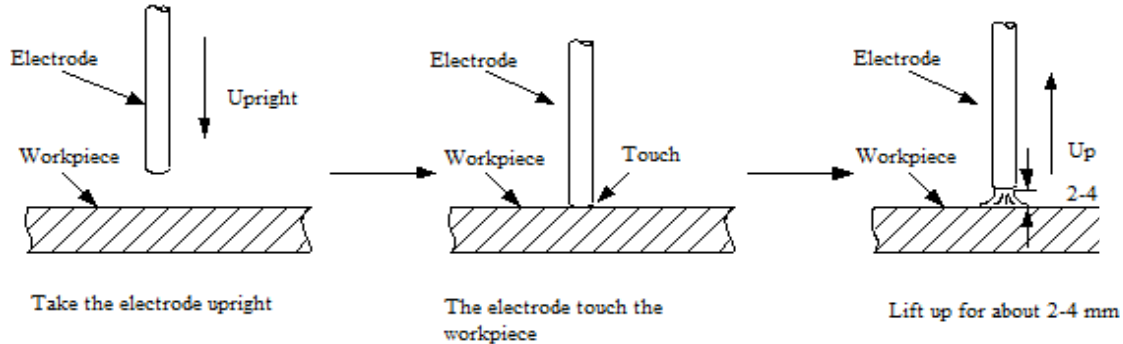 Electrode
Upright
Workpiece
Take the electrode upright
Electrode
Workpiece
Touch
The electrode touch the
workpiece
Electrode
Workpiece
Up
2-4
Lift up for about 2-4 mm